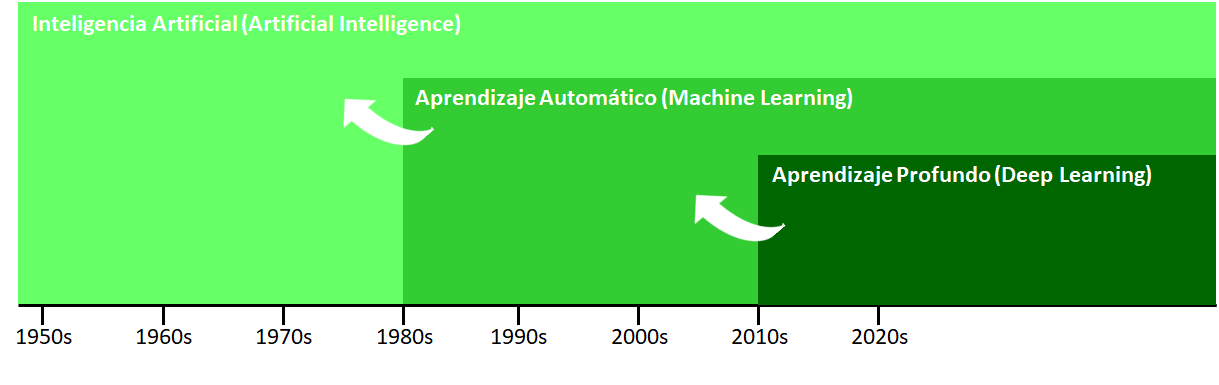 Inteligencia Artificial (Artificial Intelligence)
Aprendizaje Automático (Machine Learning)
Aprendizaje Profundo (Deep Learning)
1950s 1960s 1970s 1980s 1990s 2000s 2010s 2020s